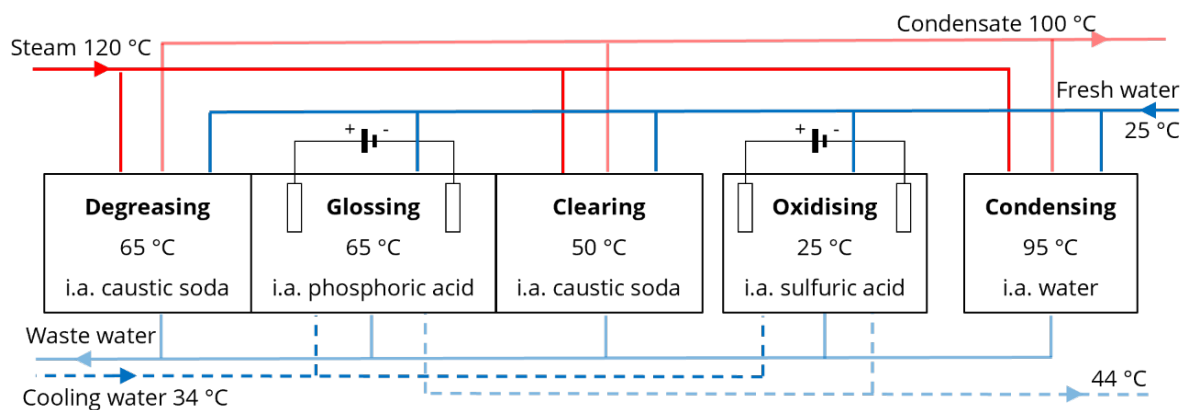 Condensate 100 °C
Steam 120 °C
Fresh water
25 °C
+ -
+ -
Degreasing
65 °C
i.a. caustic soda
Glossing
65 °C
i.a. phosphoric acid
Clearing
50 °C
i.a. caustic soda
Oxidising
25 °C
i.a. sulfuric acid
Condensing
95 °C
i.a. water
Waste water
Cooling water 34 °C
44 °C